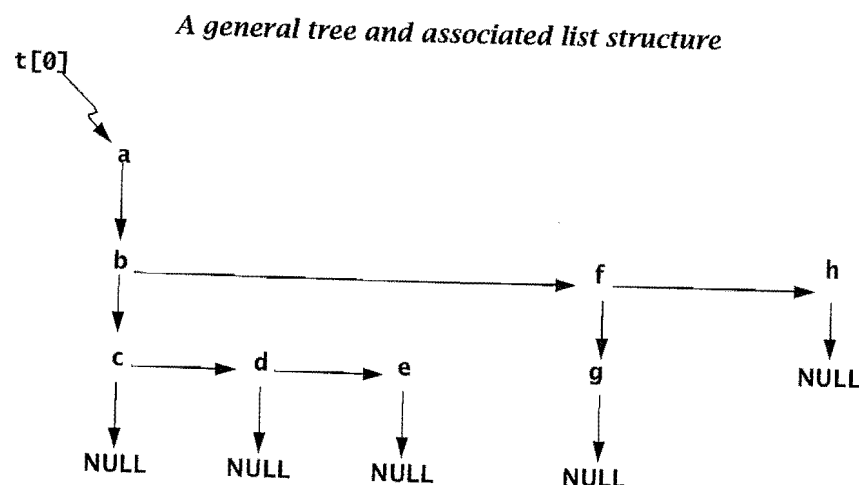 A general tree and associated list structure
t[0]
a
b f h
c d e g NULL
NULL NULL NULL NULL